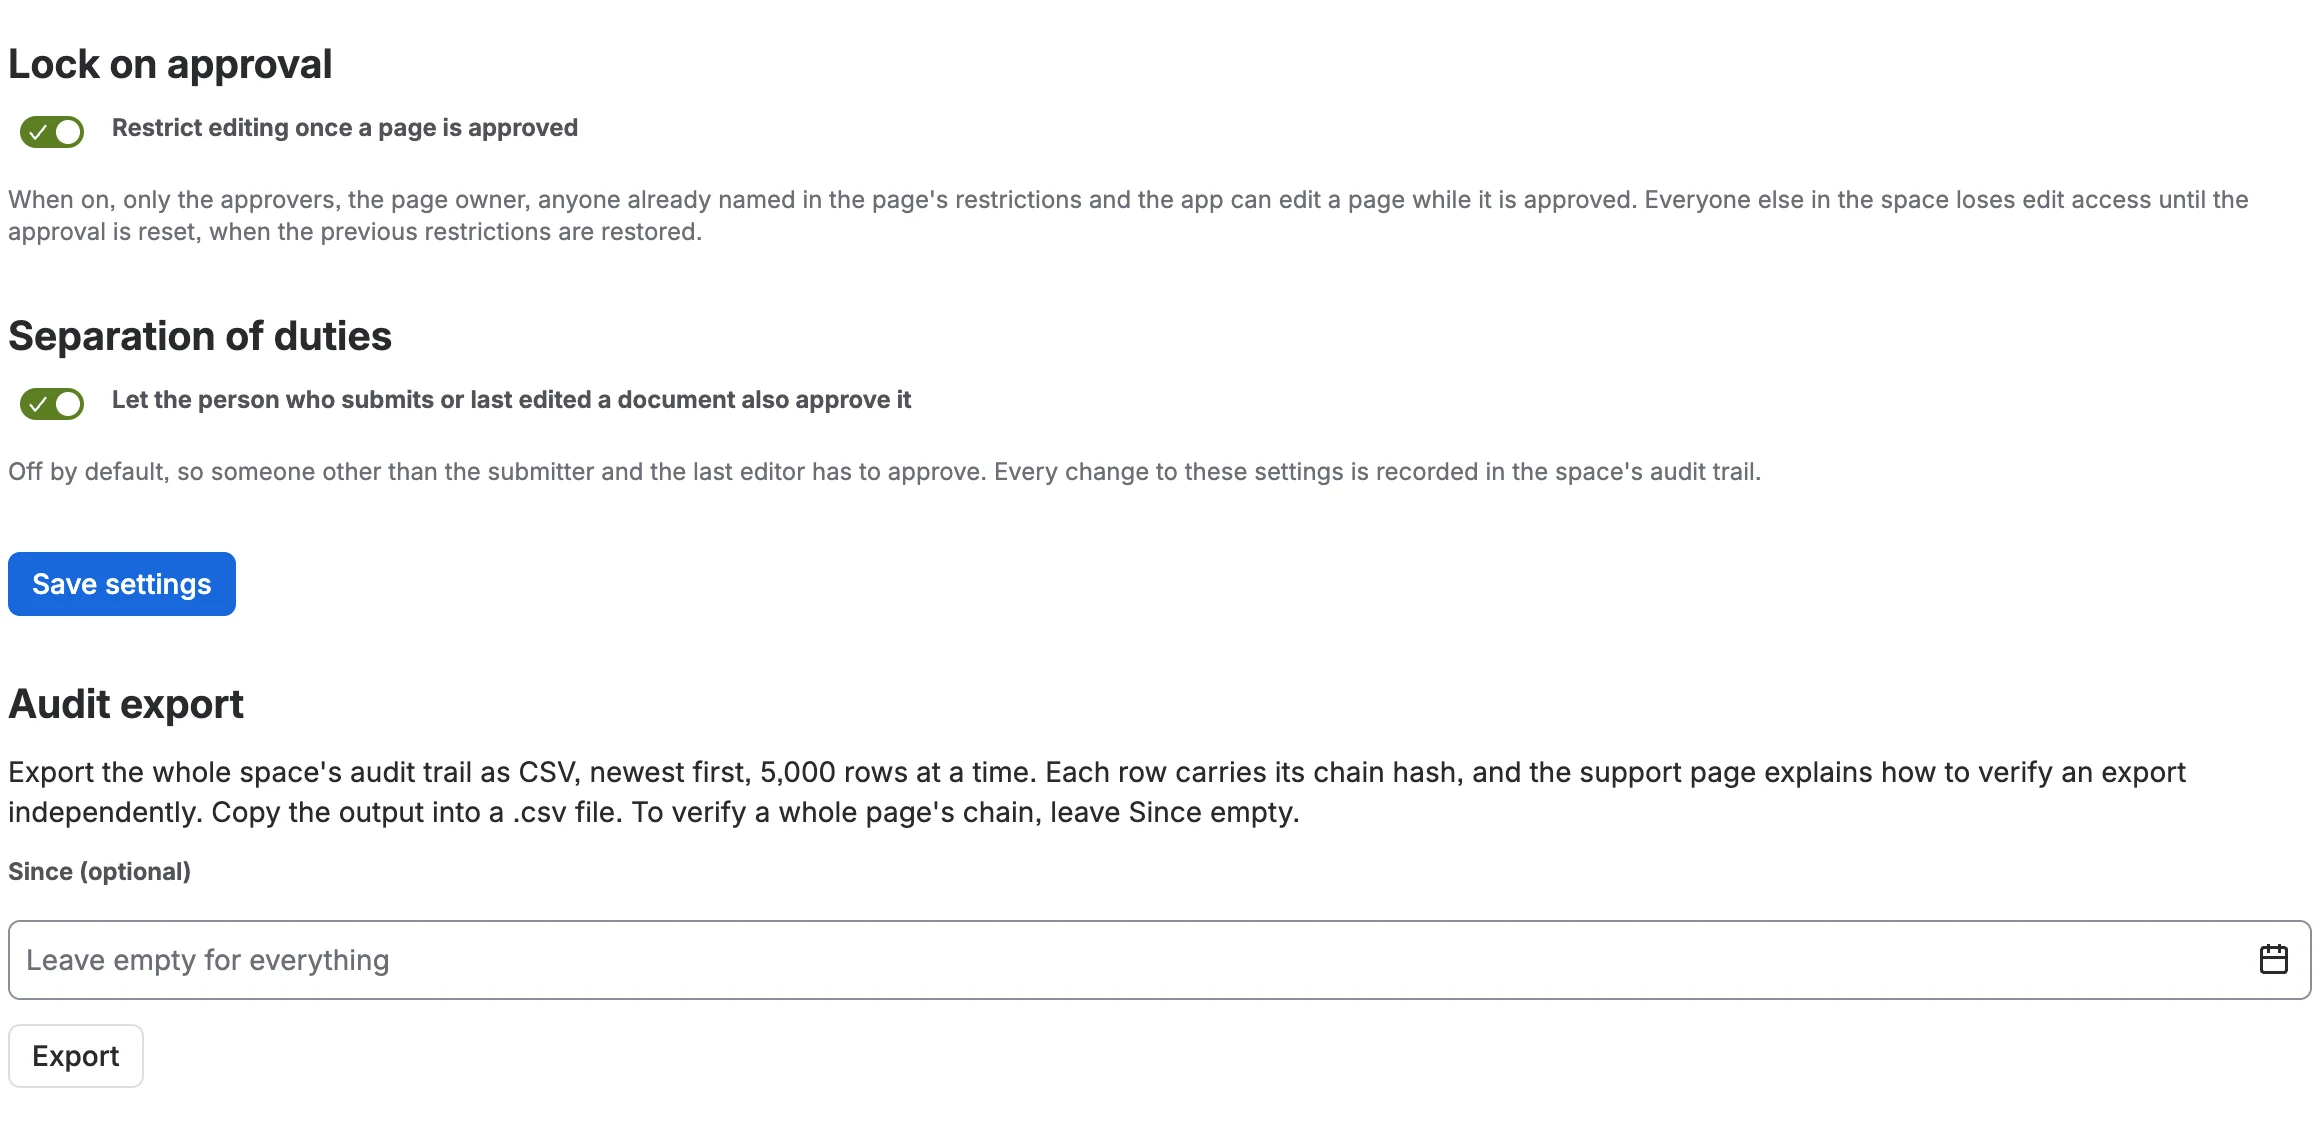 Lock on approval
Restrict editing once a page is approved
When on, only the approvers, the page owner, anyone already named in the page's restrictions and the app can edit a page while it is approved. Everyone else in the space loses edit access until the
approval is reset, when the previous restrictions are restored.
Separation of duties
Let the person who submits or last edited a document also approve it
Off by default, so someone other than the submitter and the last editor has to approve. Every change to these settings is recorded in the space's audit trail.
Save settings
Audit export
Export the whole space's audit trail as CSV, newest first, 5,000 rows at a time. Each row carries its chain hash, and the support page explains how to verify an export
independently. Copy the output into a .csv file. To verify a whole page's chain, leave Since empty.
Since (optional)
Leave empty for everything
Export